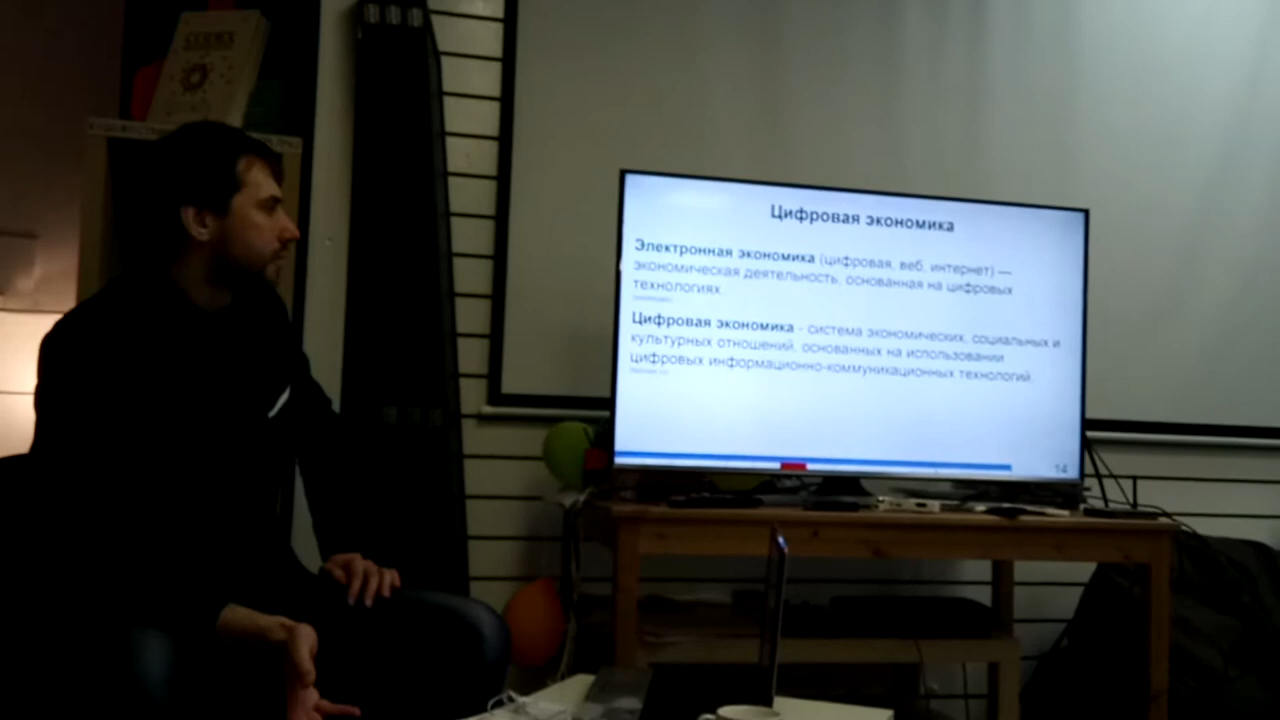 Цифровая экономика
Электронная экономика (цифровая, веб, интернет) —
экономическая деятельность, основанная на цифровых
технологиях
Цифровая экономика - система экономических, социальных и
культурных отношений, основанных на использовании
цифровых информационно-коммуникационных технологий.
14